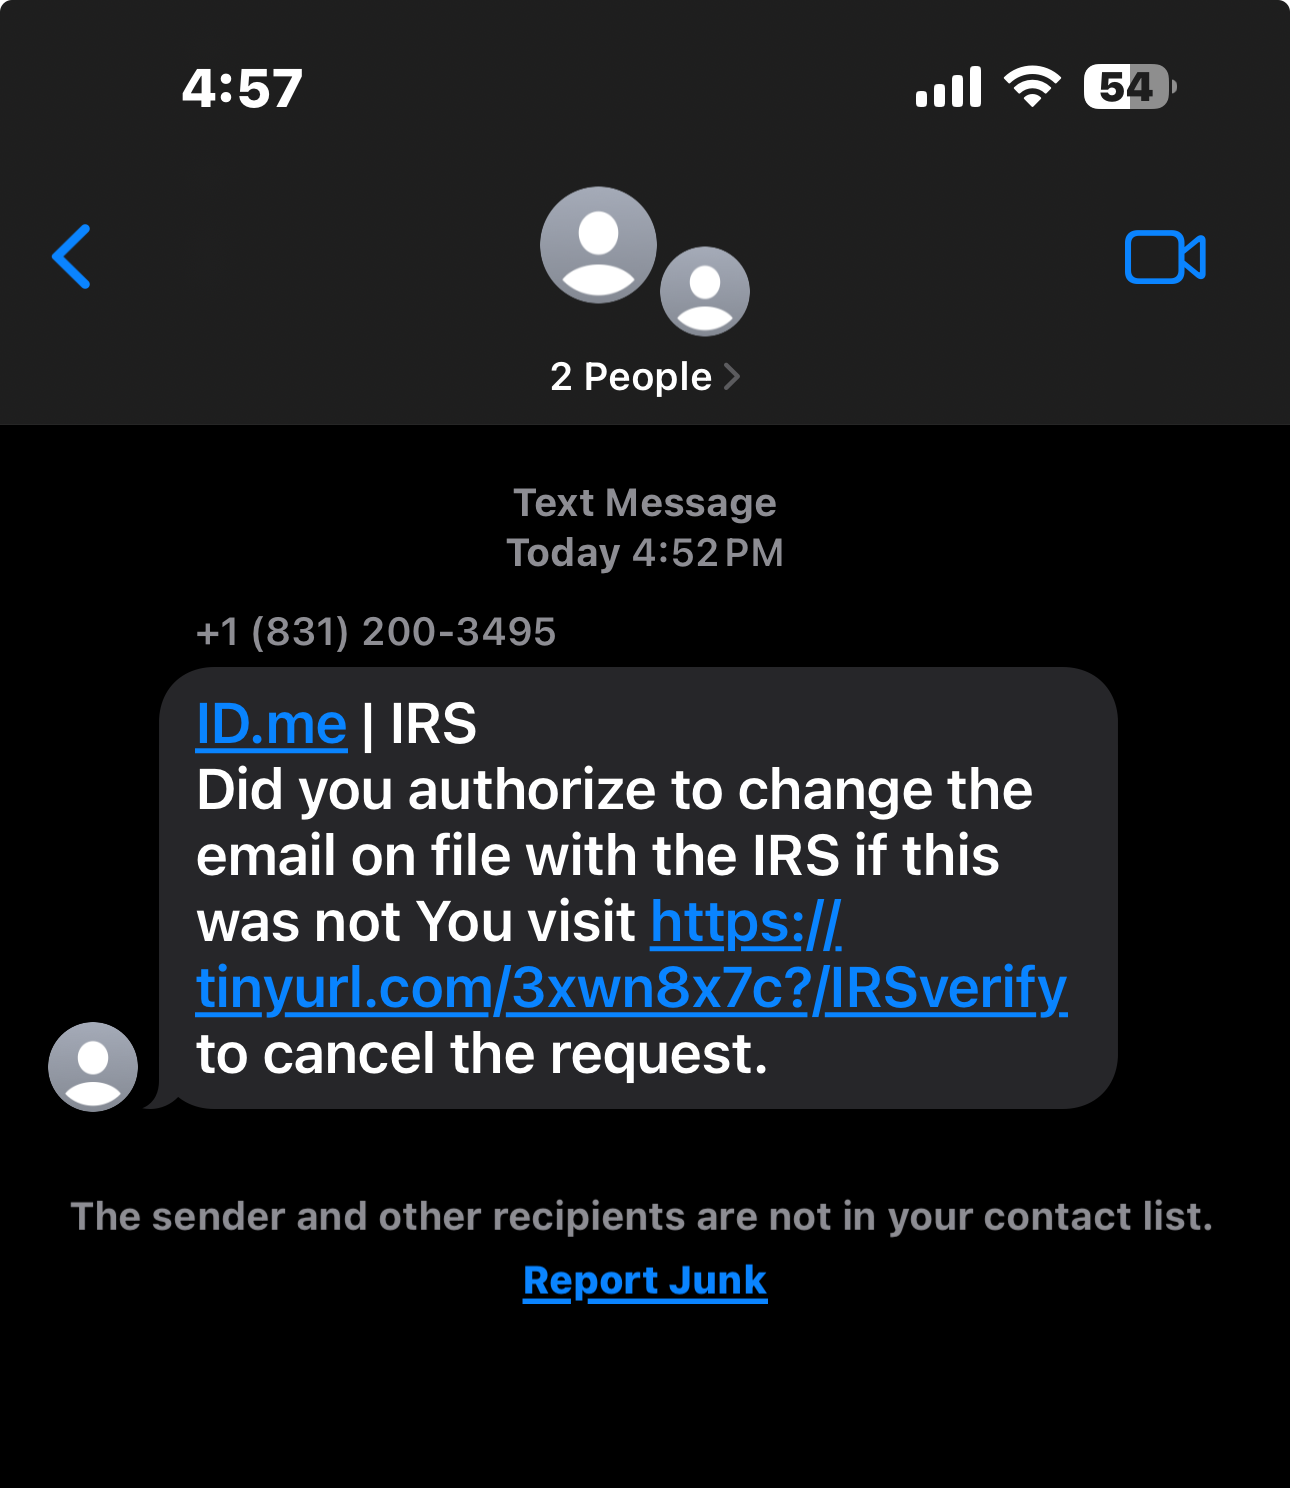 4:57
54
2 People
Text Message
Today 4:52 PM
+1 (831) 200-3495
ID.me | IRS
Did you authorize to change the
email on file with the IRS if this
was not You visit https://
tinyurl.com/3xwn8x7c?/IRSverify
to cancel the request.
The sender and other recipients are not in your contact list.
Report Junk